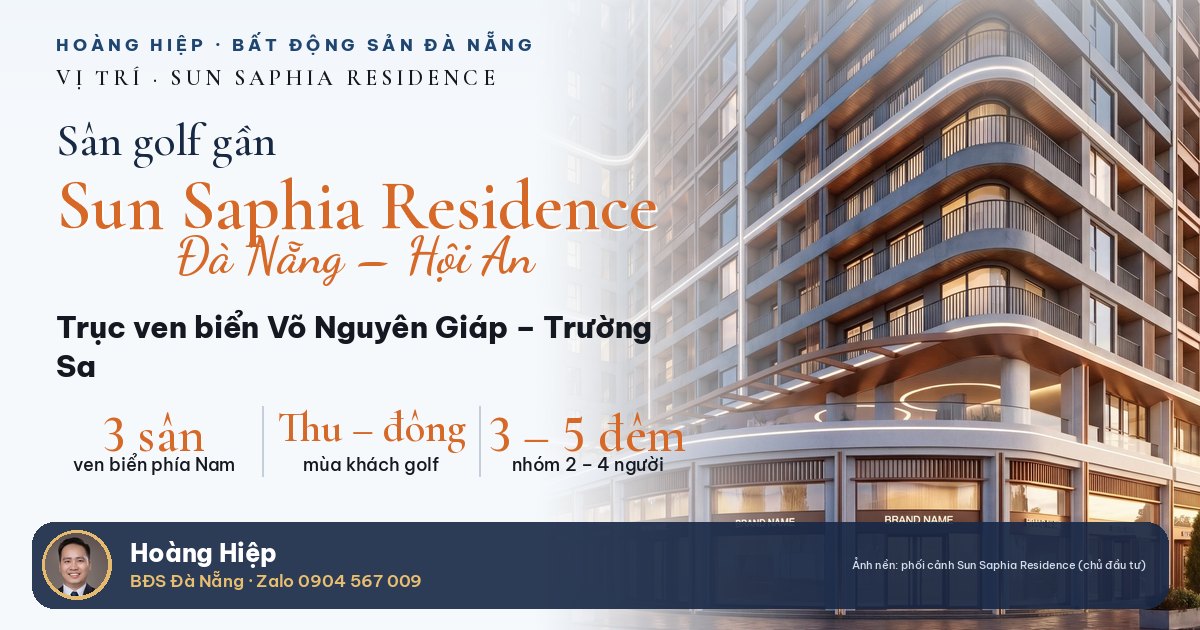 HOÀNG HIỆP · BẤT ĐỘNG SẢN ĐÀ NẴNG
VỊ TRÍ · SUN SAPHIA RESIDENCE
Sân golf gần
Sun Saphia Residence
Đà Nẵng – Hội An
Trục ven biển Võ Nguyên Giáp – Trường
Sa
3 sân
ven biển phía Nam
Thu – đông
mùa khách golf
3 – 5 đêm
nhóm 2 – 4 người
BRAND NAME
BRAND NAME
Hoàng Hiệp
BĐS Đà Nẵng · Zalo 0904 567 009
Ảnh nền: phối cảnh Sun Saphia Residence (chủ đầu tư)